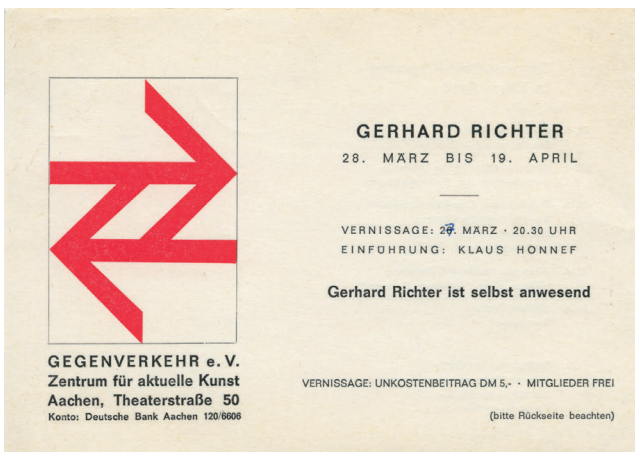 GERHARD RICHTER
28. MÄRZ BIS 19. APRIL
VERNISSAGE: 27. MÄRZ · 20.30 UHR
EINFÜHRUNG: KLAUS HONNEF
Gerhard Richter ist selbst anwesend
GEGENVERKEHR e. V.
Zentrum für aktuelle Kunst
Aachen, Theaterstraße 50
Konto: Deutsche Bank Aachen 120/6606
VERNISSAGE: UNKOSTENBEITRAG DM 5,- · MITGLIEDER FREI
(bitte Rückseite beachten)